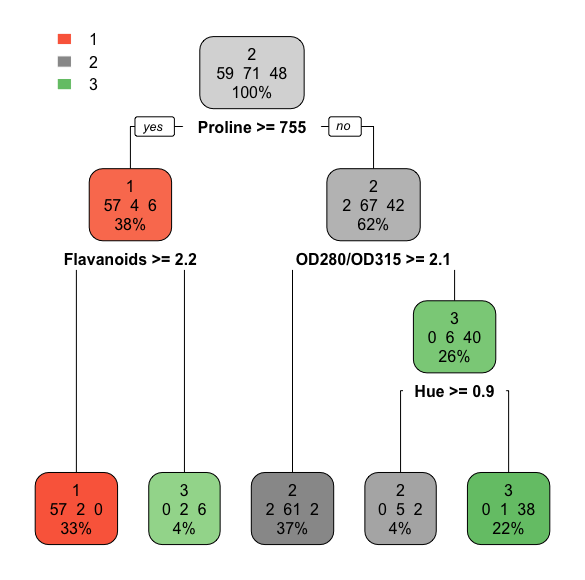 1
2
3
2
59 71 48
100%
yes
Proline >= 755
no
1
57 4 6
38%
2
2 67 42
62%
Flavanoids >= 2.2
OD280/OD315 >= 2.1
3
0 6 40
26%
Hue >= 0.9
1
57 2 0
33%
3
0 2 6
4%
2
2 61 2
37%
2
0 5 2
4%
3
0 1 38
22%